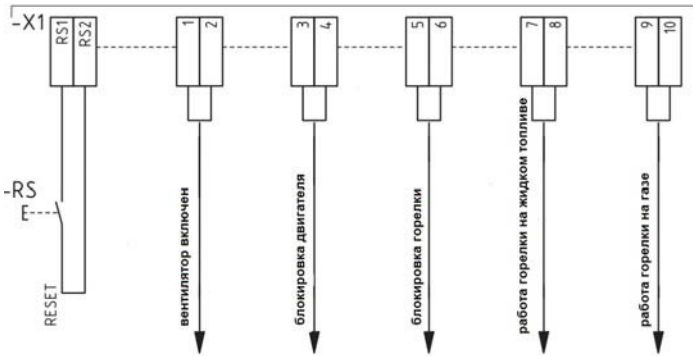 -X1
RS1
RS2
1
2
3
4
5
6
7
8
9
10
-RS
E
RESET
вентилятор включен
блокировка двигателя
блокировка горелки
работа горелки на жидком топливе
работа горелки на газе